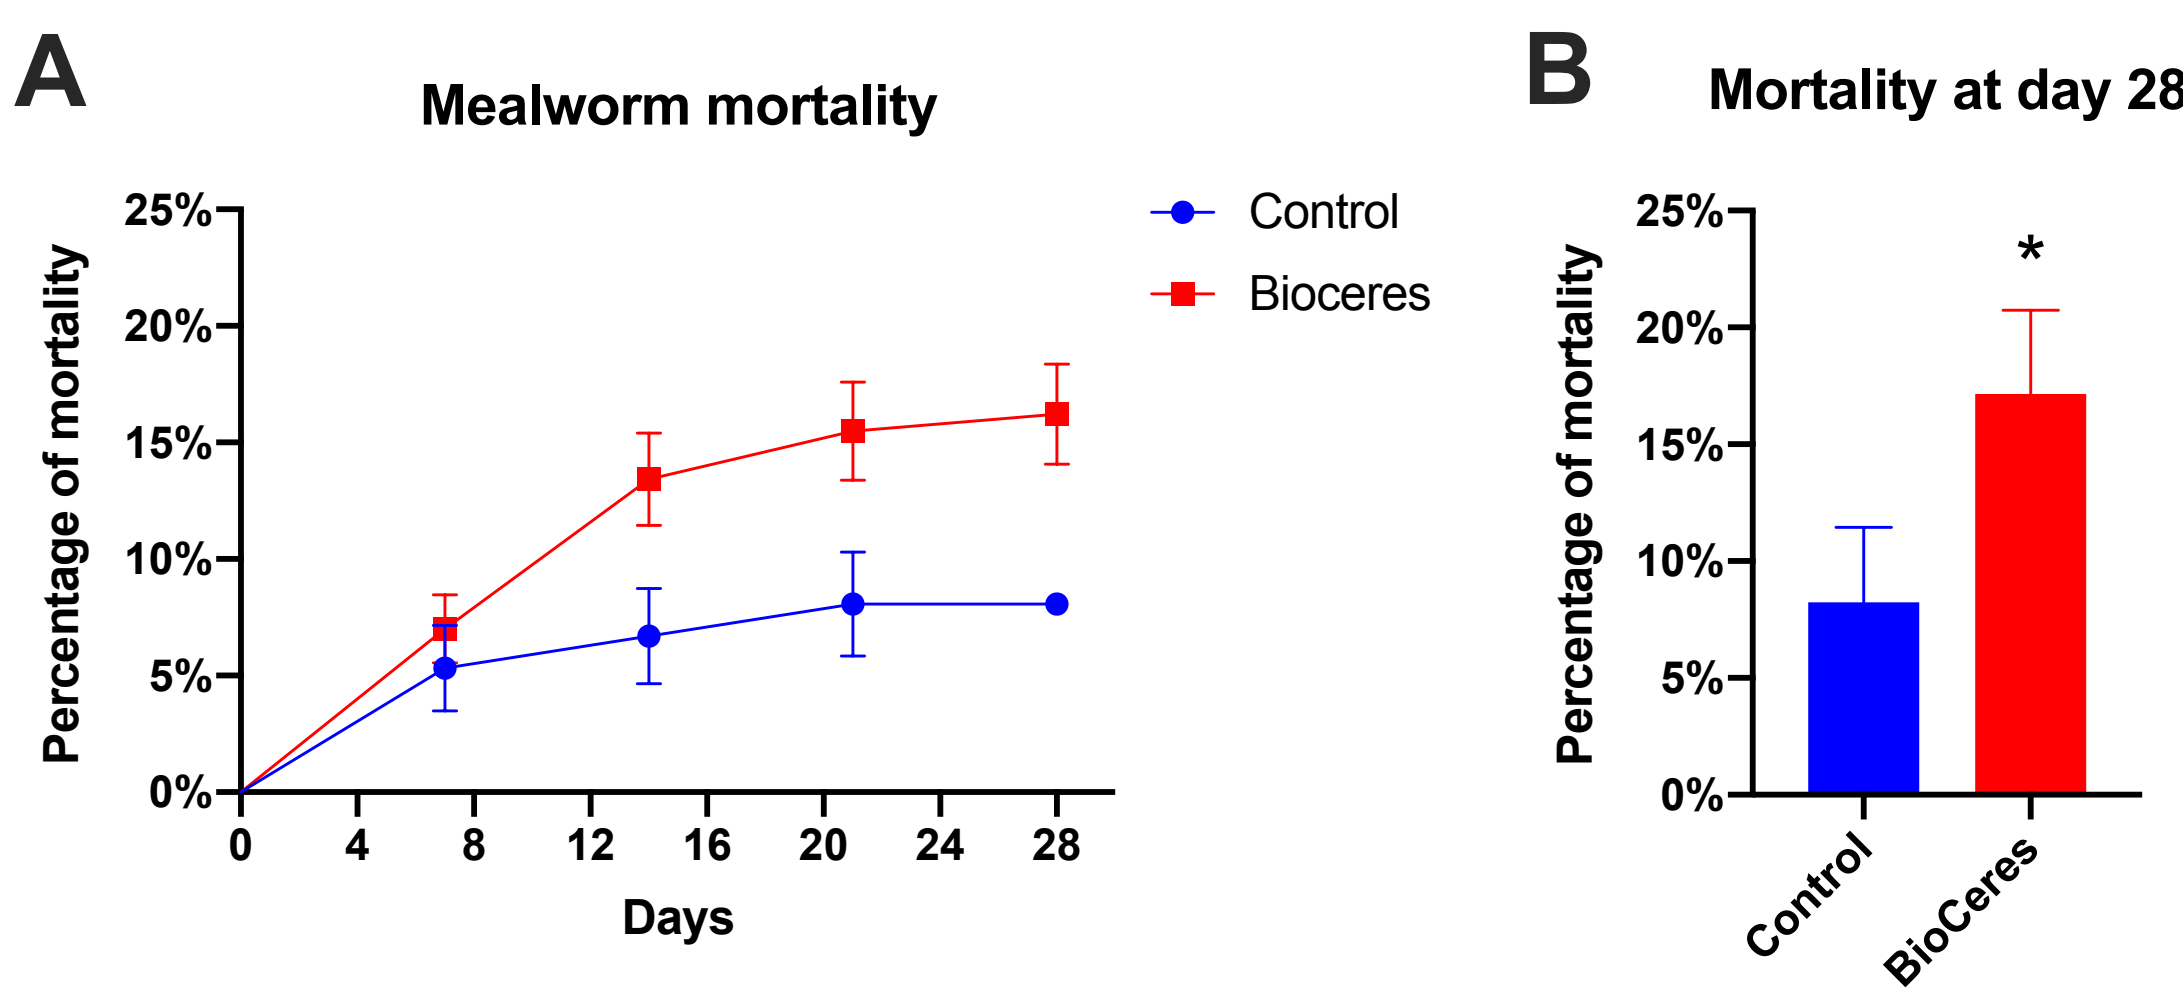 A
Mealworm mortality
Percentage of mortality
25%
20%
15%
10%
5%
0%
0 4 8 12 16 20 24 28
Days
Control
Bioceres
B
Mortality at day 28
Percentage of mortality
25%
20%
15%
10%
5%
0%
*
Control
BioCeres